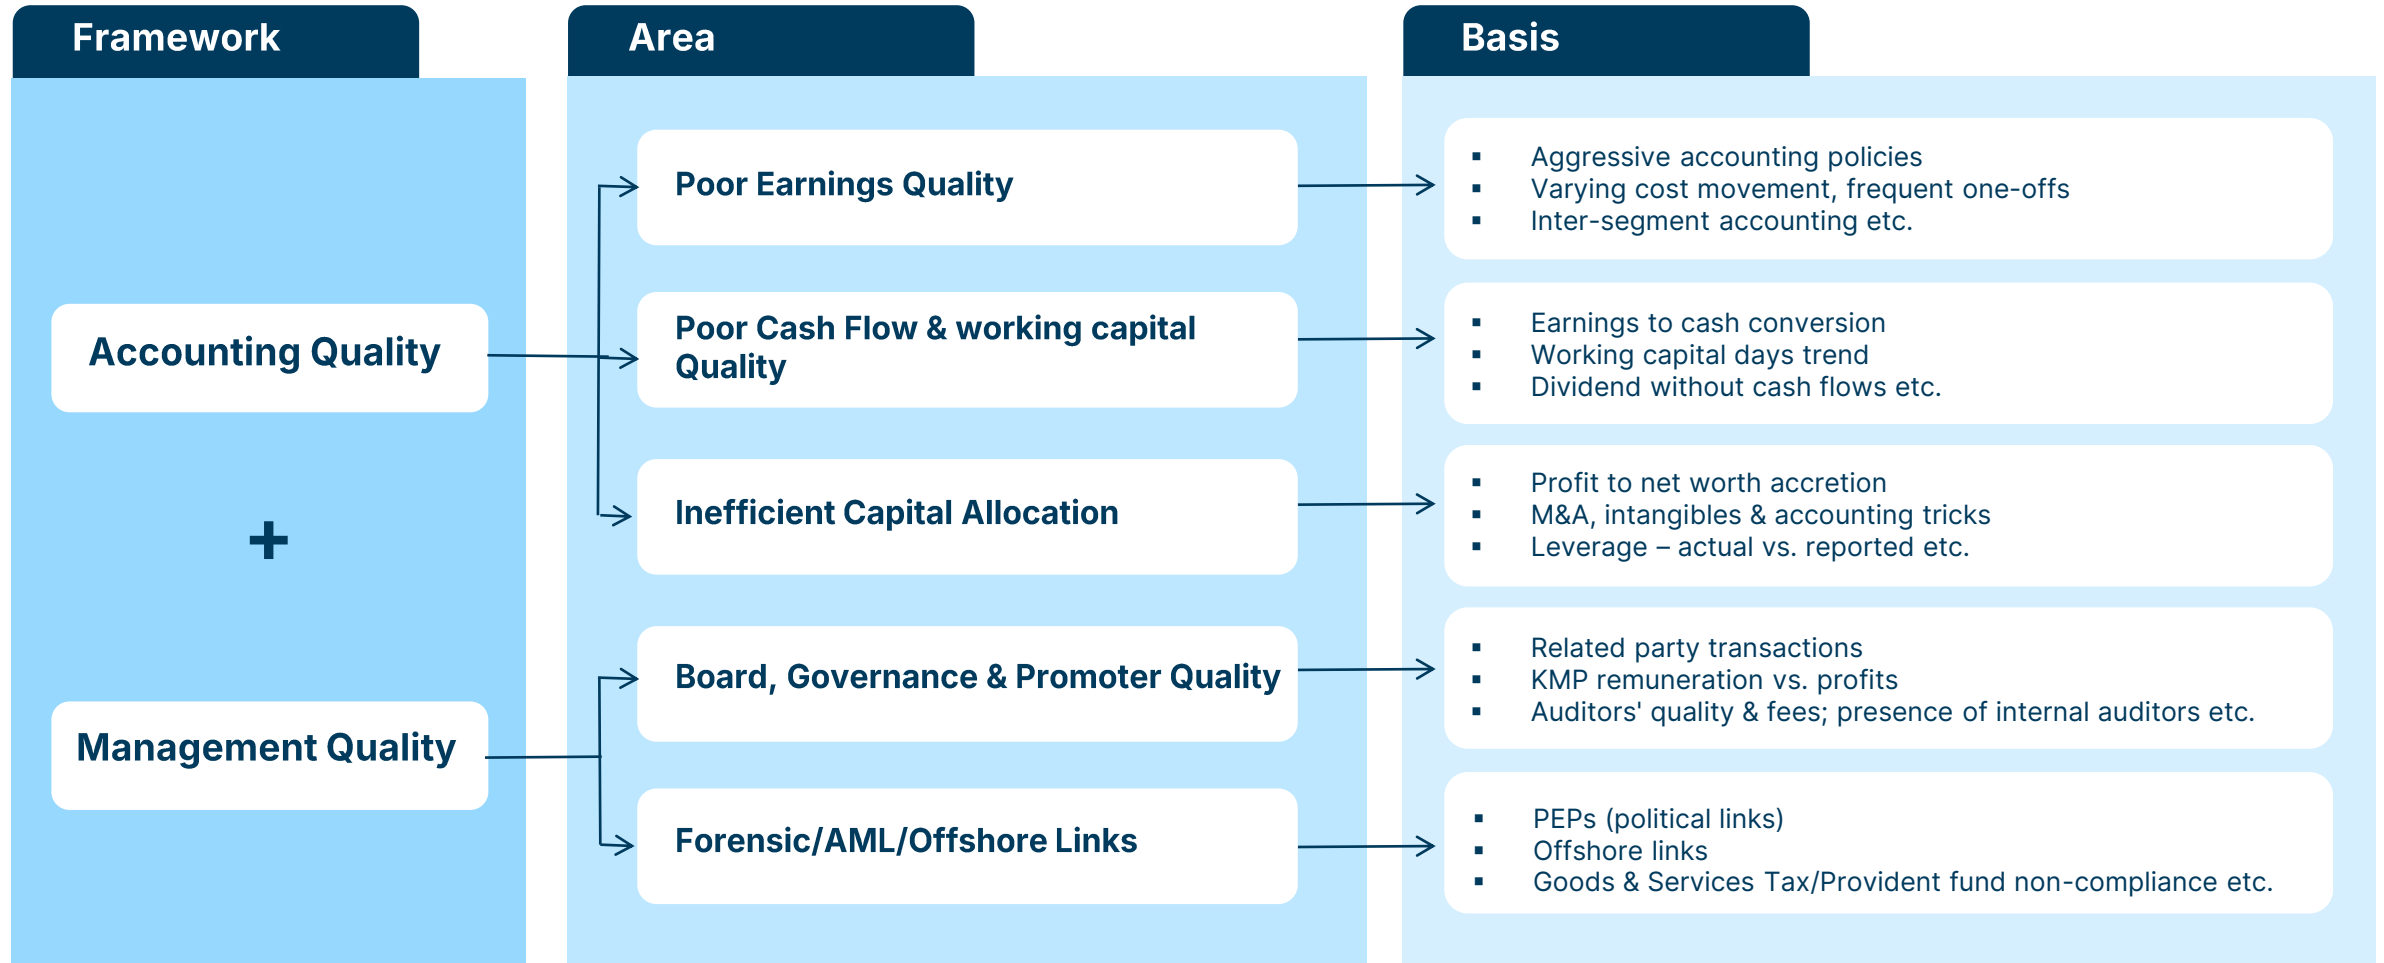 Framework
Area
Basis
Accounting Quality
+
Management Quality
Poor Earnings Quality
Poor Cash Flow & working capital
Quality
Inefficient Capital Allocation
Board, Governance & Promoter Quality
Forensic/AML/Offshore Links
▪ Aggressive accounting policies
▪ Varying cost movement, frequent one-offs
▪ Inter-segment accounting etc.
▪ Earnings to cash conversion
▪ Working capital days trend
▪ Dividend without cash flows etc.
▪ Profit to net worth accretion
▪ M&A, intangibles & accounting tricks
▪ Leverage – actual vs. reported etc.
▪ Related party transactions
▪ KMP remuneration vs. profits
▪ Auditors' quality & fees; presence of internal auditors etc.
▪ PEPs (political links)
▪ Offshore links
▪ Goods & Services Tax/Provident fund non-compliance etc.